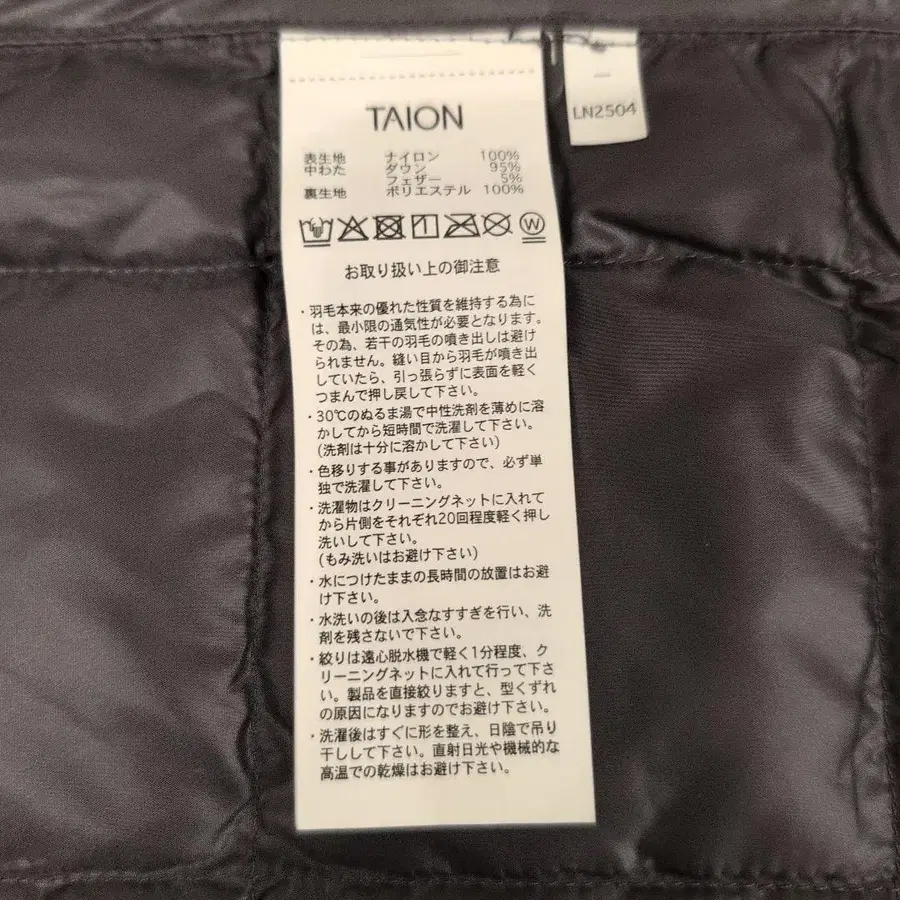 TAION
LN2504
表生地 ナイロン 100%
中わた ダウン 95%
フェザー 5%
裏生地 ポリエステル 100%
W
お取り扱い上の御注意
・羽毛本来の優れた性質を維持する為に
は、最小限の通気性が必要となります。
その為、若干の羽毛の噴き出しは避け
られません。縫い目から羽毛が噴き出
していたら、引っ張らずに表面を軽く
つまんで押し戻して下さい。
・30℃のぬるま湯で中性洗剤を薄めに溶
かしてから短時間で洗濯して下さい。
(洗剤は十分に溶かして下さい)
・色移りする事がありますので、必ず単
独で洗濯して下さい。
・洗濯物はクリーニングネットに入れて
から片側をそれぞれ20回程度軽く押し
洗いして下さい。
(もみ洗いはお避け下さい)
・水につけたままの長時間の放置はお避
け下さい。
・水洗いの後は入念なすすぎを行い、洗
剤を残さないで下さい。
・絞りは遠心脱水機で軽く1分程度、ク
リーニングネットに入れて行って下さ
い。製品を直接絞りますと、型くずれ
の原因になりますのでお避け下さい。
・洗濯後はすぐに形を整え、日陰で吊り
干しして下さい。直射日光や機械的な
高温での乾燥はお避け下さい。